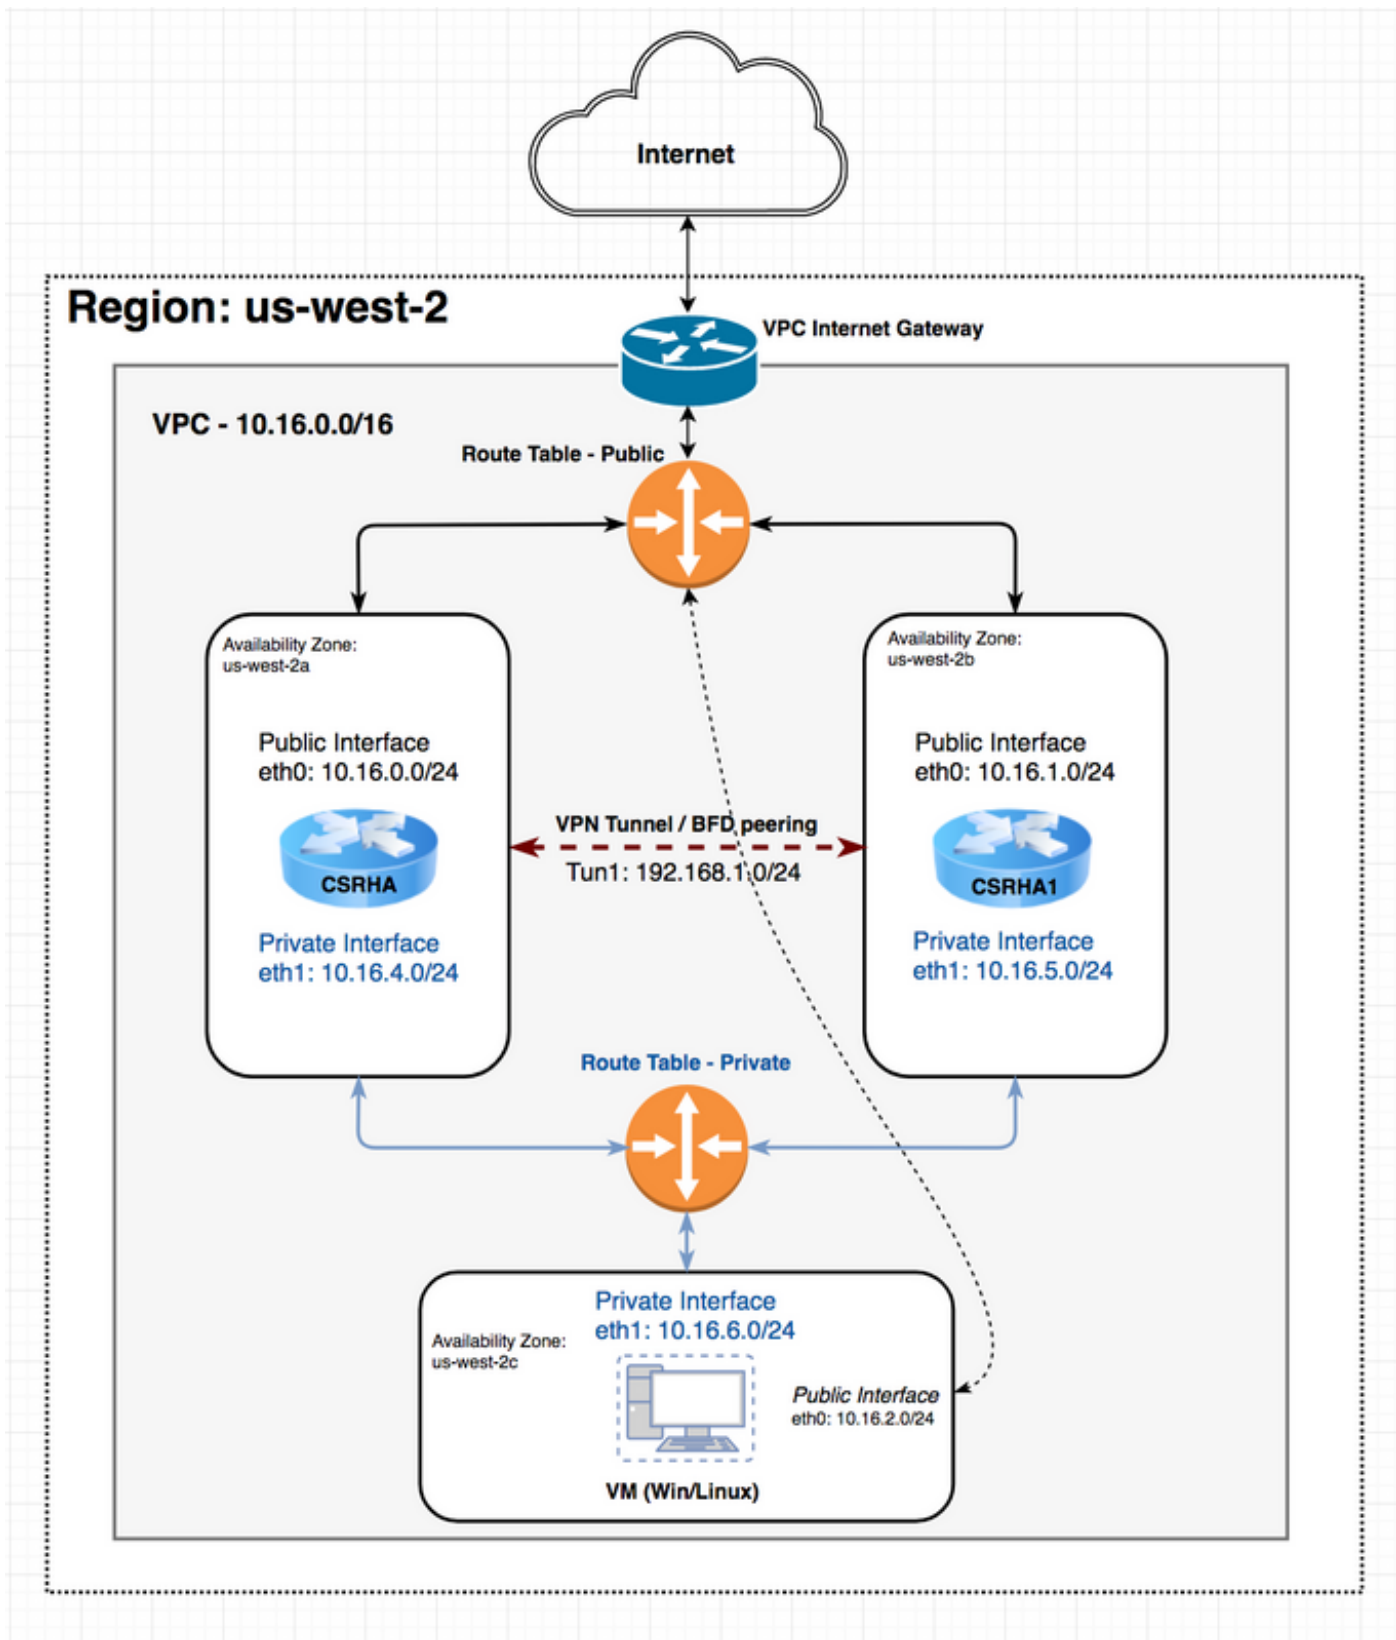 Internet
Region: us-west-2
VPC Internet Gateway
VPC - 10.16.0.0/16
Route Table - Public
Availability Zone:
us-west-2a
Public Interface
eth0: 10.16.0.0/24
CSRHA
Private Interface
eth1: 10.16.4.0/24
VPN Tunnel / BFD peering
Tun1: 192.168.1.0/24
Availability Zone:
us-west-2b
Public Interface
eth0: 10.16.1.0/24
CSRHA1
Private Interface
eth1: 10.16.5.0/24
Route Table - Private
Private Interface
eth1: 10.16.6.0/24
Availability Zone:
us-west-2c
Public Interface
eth0: 10.16.2.0/24
VM (Win/Linux)